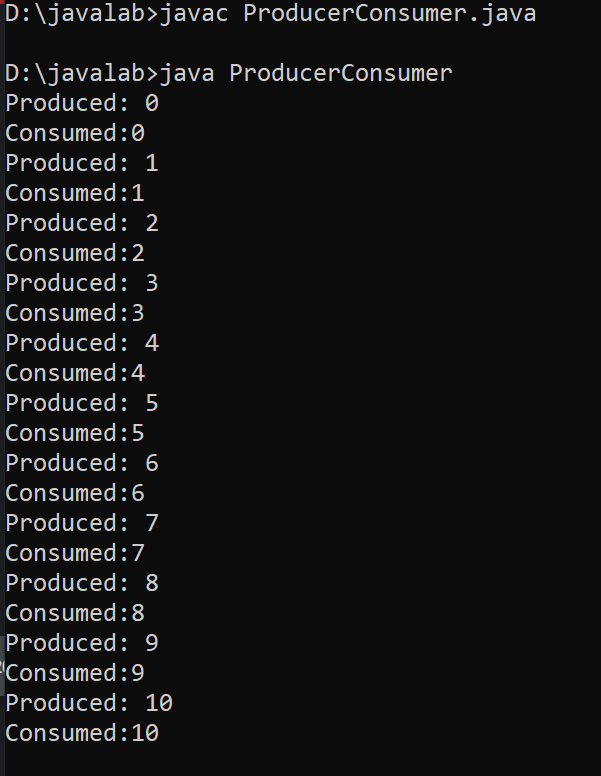 D:\javalab>javac ProducerConsumer.java
D:\javalab>java ProducerConsumer
Produced: 0
Consumed:0
Produced: 1
Consumed:1
Produced: 2
Consumed:2
Produced: 3
Consumed:3
Produced: 4
Consumed:4
Produced: 5
Consumed:5
Produced: 6
Consumed:6
Produced: 7
Consumed:7
Produced: 8
Consumed:8
Produced: 9
Consumed:9
Produced: 10
Consumed:10